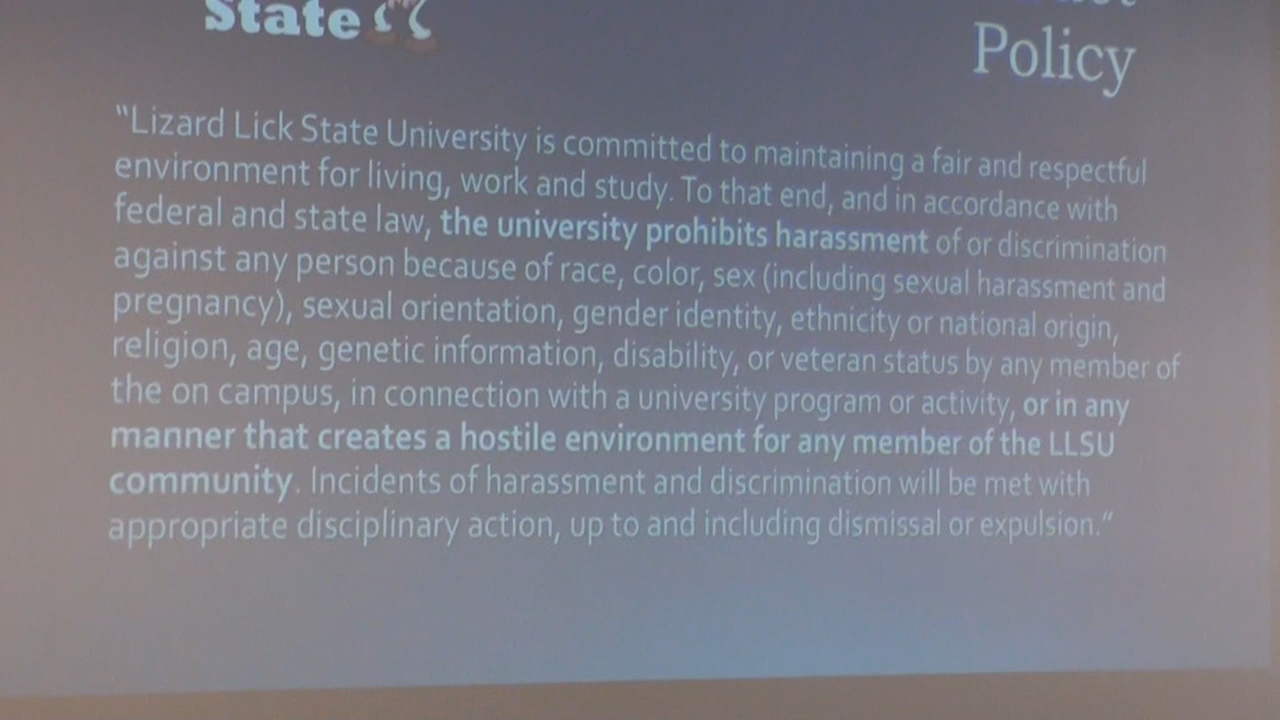 State
Policy
“Lizard Lick State University is committed to maintaining a fair and respectful
environment for living, work and study. To that end, and in accordance with
federal and state law, the university prohibits harassment of or discrimination
against any person because of race, color, sex (including sexual harassment and
pregnancy), sexual orientation, gender identity, ethnicity or national origin,
religion, age, genetic information, disability, or veteran status by any member of
the on campus, in connection with a university program or activity, or in any
manner that creates a hostile environment for any member of the LLSU
community. Incidents of harassment and discrimination will be met with
appropriate disciplinary action, up to and including dismissal or expulsion.”